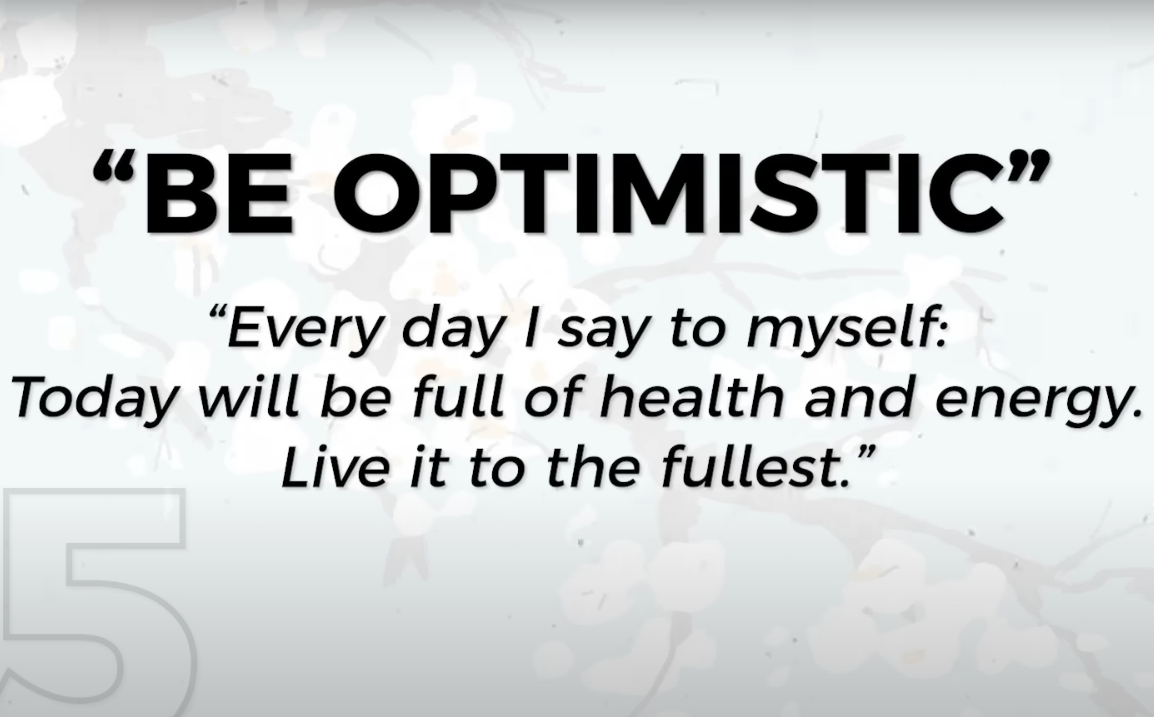 “BE OPTIMISTIC”
“Every day I say to myself:
Today will be full of health and energy.
Live it to the fullest.”
5